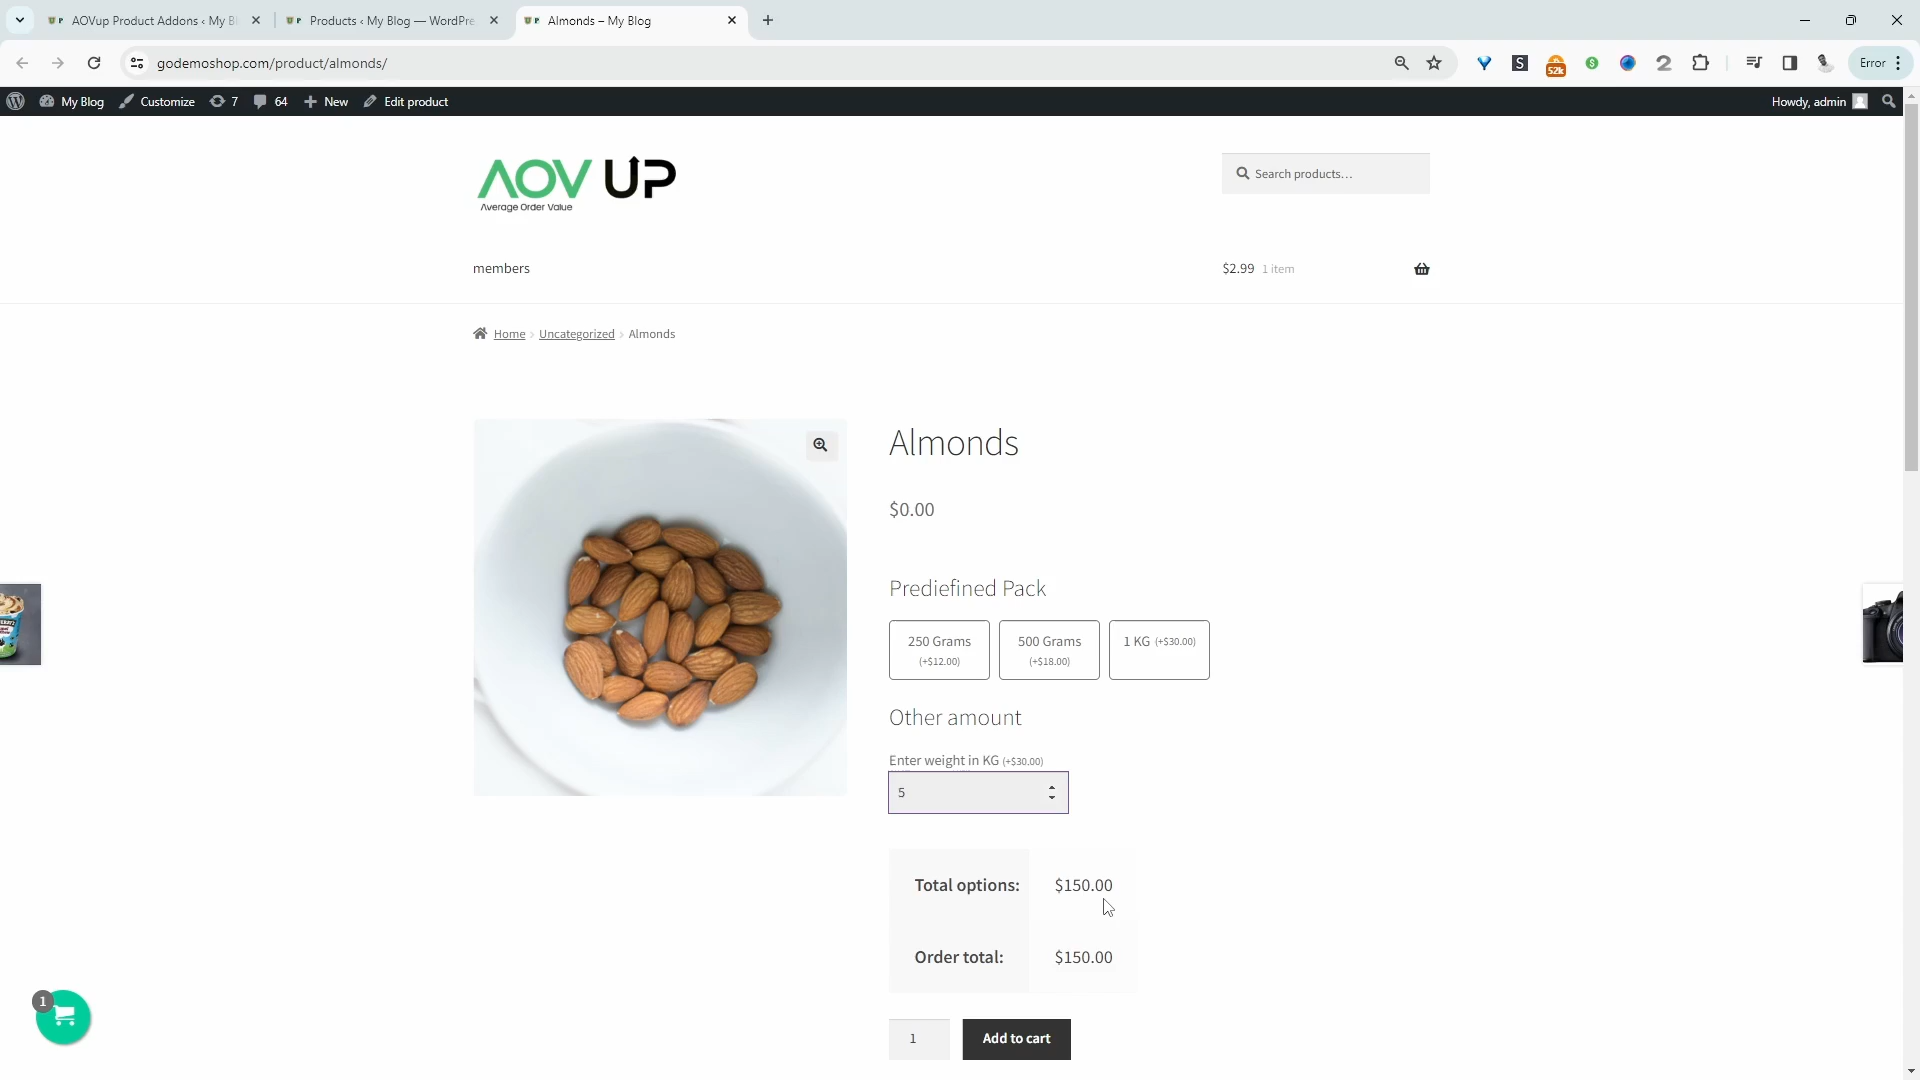 AOVup Product Addons ‹ My B
Products ‹ My Blog — WordPre
Almonds – My Blog
godemoshop.com/product/almonds/
S
52k
Error
My Blog
Customize
7
64
New
Edit product
Howdy, admin
AOV UP
Average Order Value
Search products…
members
$2.99 1 item
Home › Uncategorized › Almonds
Almonds
$0.00
Prediefined Pack
250 Grams (+$12.00)
500 Grams (+$18.00)
1 KG (+$30.00)
Other amount
Enter weight in KG (+$30.00)
5
Total options: $150.00
Order total: $150.00
1
1
Add to cart